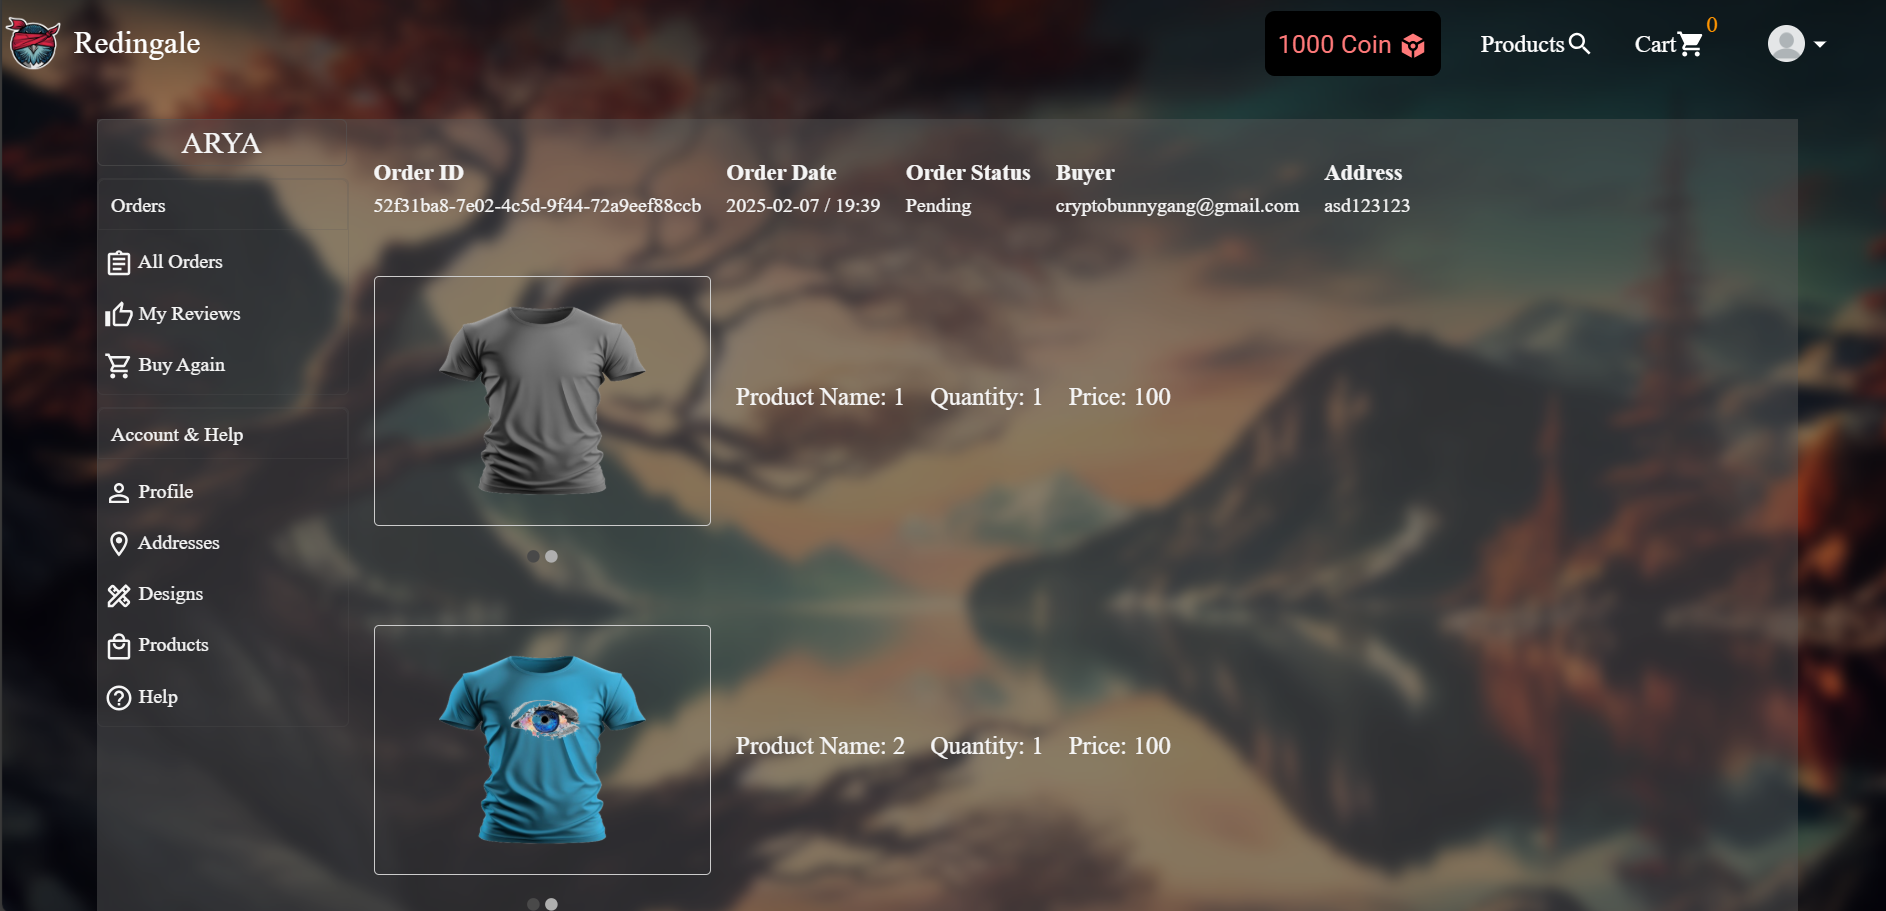 Redingale
1000 Coin
Products
Cart
0
ARYA
Orders
All Orders
My Reviews
Buy Again
Account & Help
Profile
Addresses
Designs
Products
Help
Order ID Order Date Order Status Buyer Address
52f31ba8-7e02-4c5d-9f44-72a9eef88ccb 2025-02-07 / 19:39 Pending cryptobunnygang@gmail.com asd123123
Product Name: 1 Quantity: 1 Price: 100
Product Name: 2 Quantity: 1 Price: 100